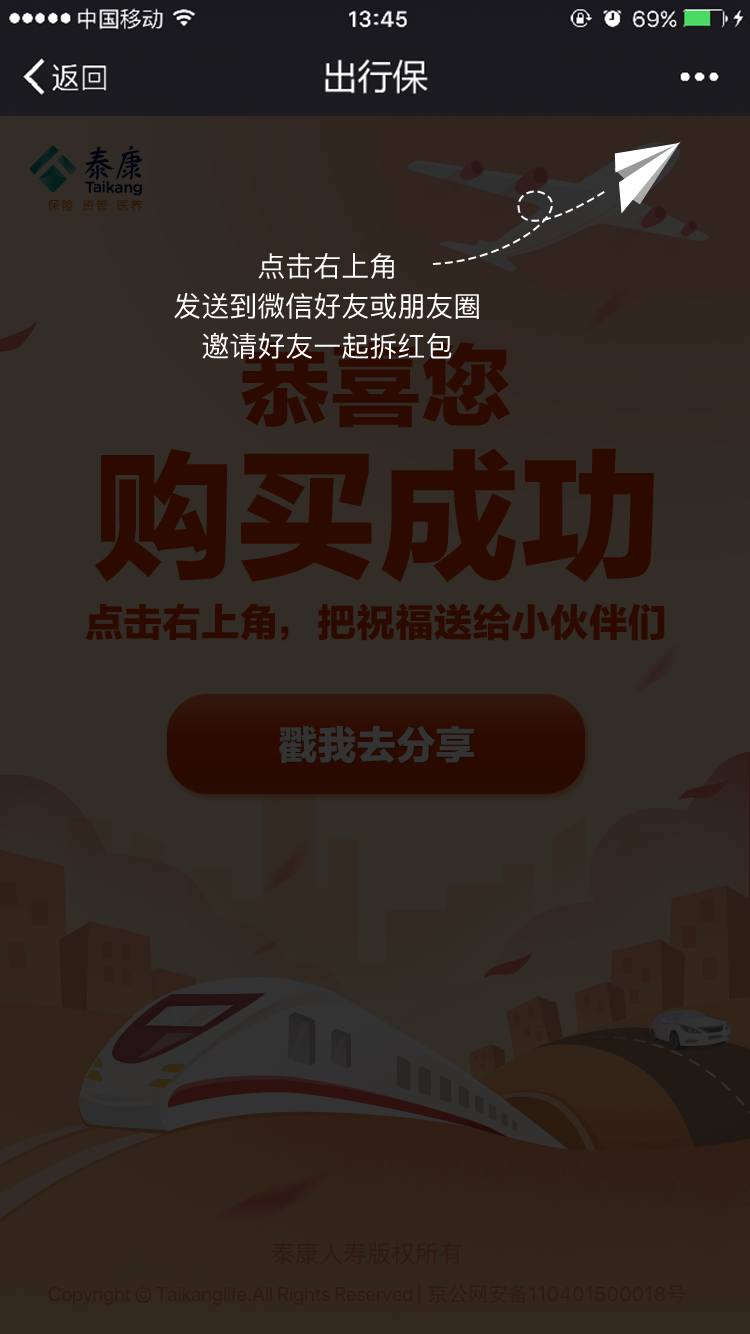 中国移动
13:45
69%
返回
出行保
泰康
Taikang
保险 资管 医养
点击右上角
发送到微信好友或朋友圈
邀请好友一起拆红包
恭喜您
购买成功
点击右上角，把祝福送给小伙伴们
戳我去分享
泰康人寿版权所有
Copyright © Taikanglife.All Rights Reserved | 京公网安备110401500018号